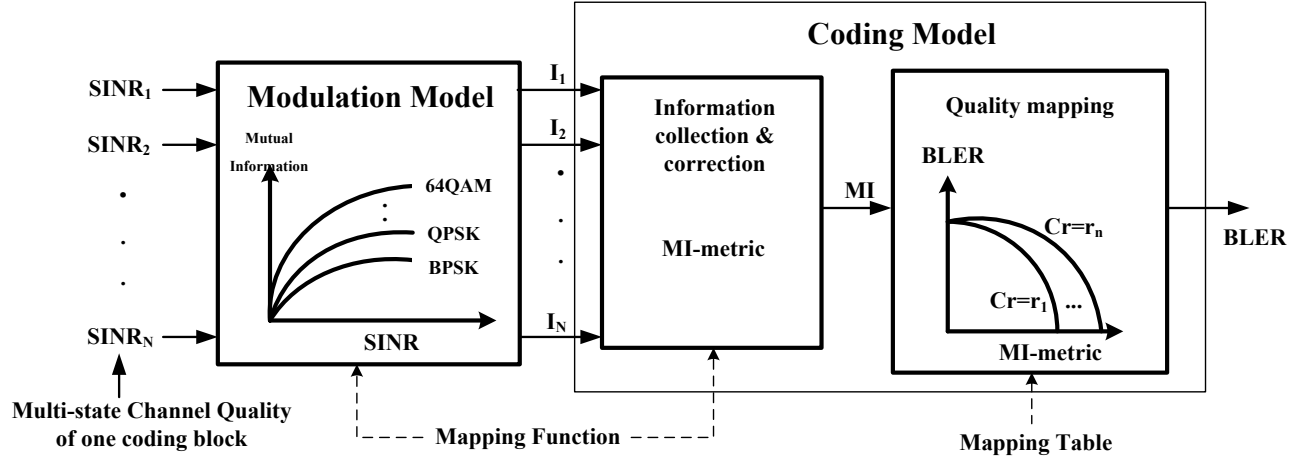 Coding Model
SINR1
SINR2
.
.
.
SINRN
Multi-state Channel Quality
of one coding block
Modulation Model
Mutual
Information
64QAM
⋮
QPSK
BPSK
SINR
I1
I2
.
.
.
IN
Information
collection &
correction
MI-metric
MI
Quality mapping
BLER
Cr=rn
Cr=r1
...
MI-metric
BLER
Mapping Function
Mapping Table